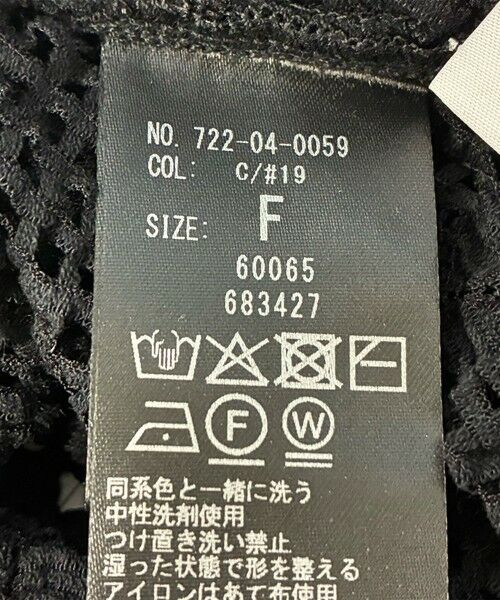 NO. 722-04-0059
COL: C/#19
SIZE: F
60065
683427
F W
同系色と一緒に洗う
中性洗剤使用
つけ置き洗い禁止
湿った状態で形を整える
アイロンはあて布使用